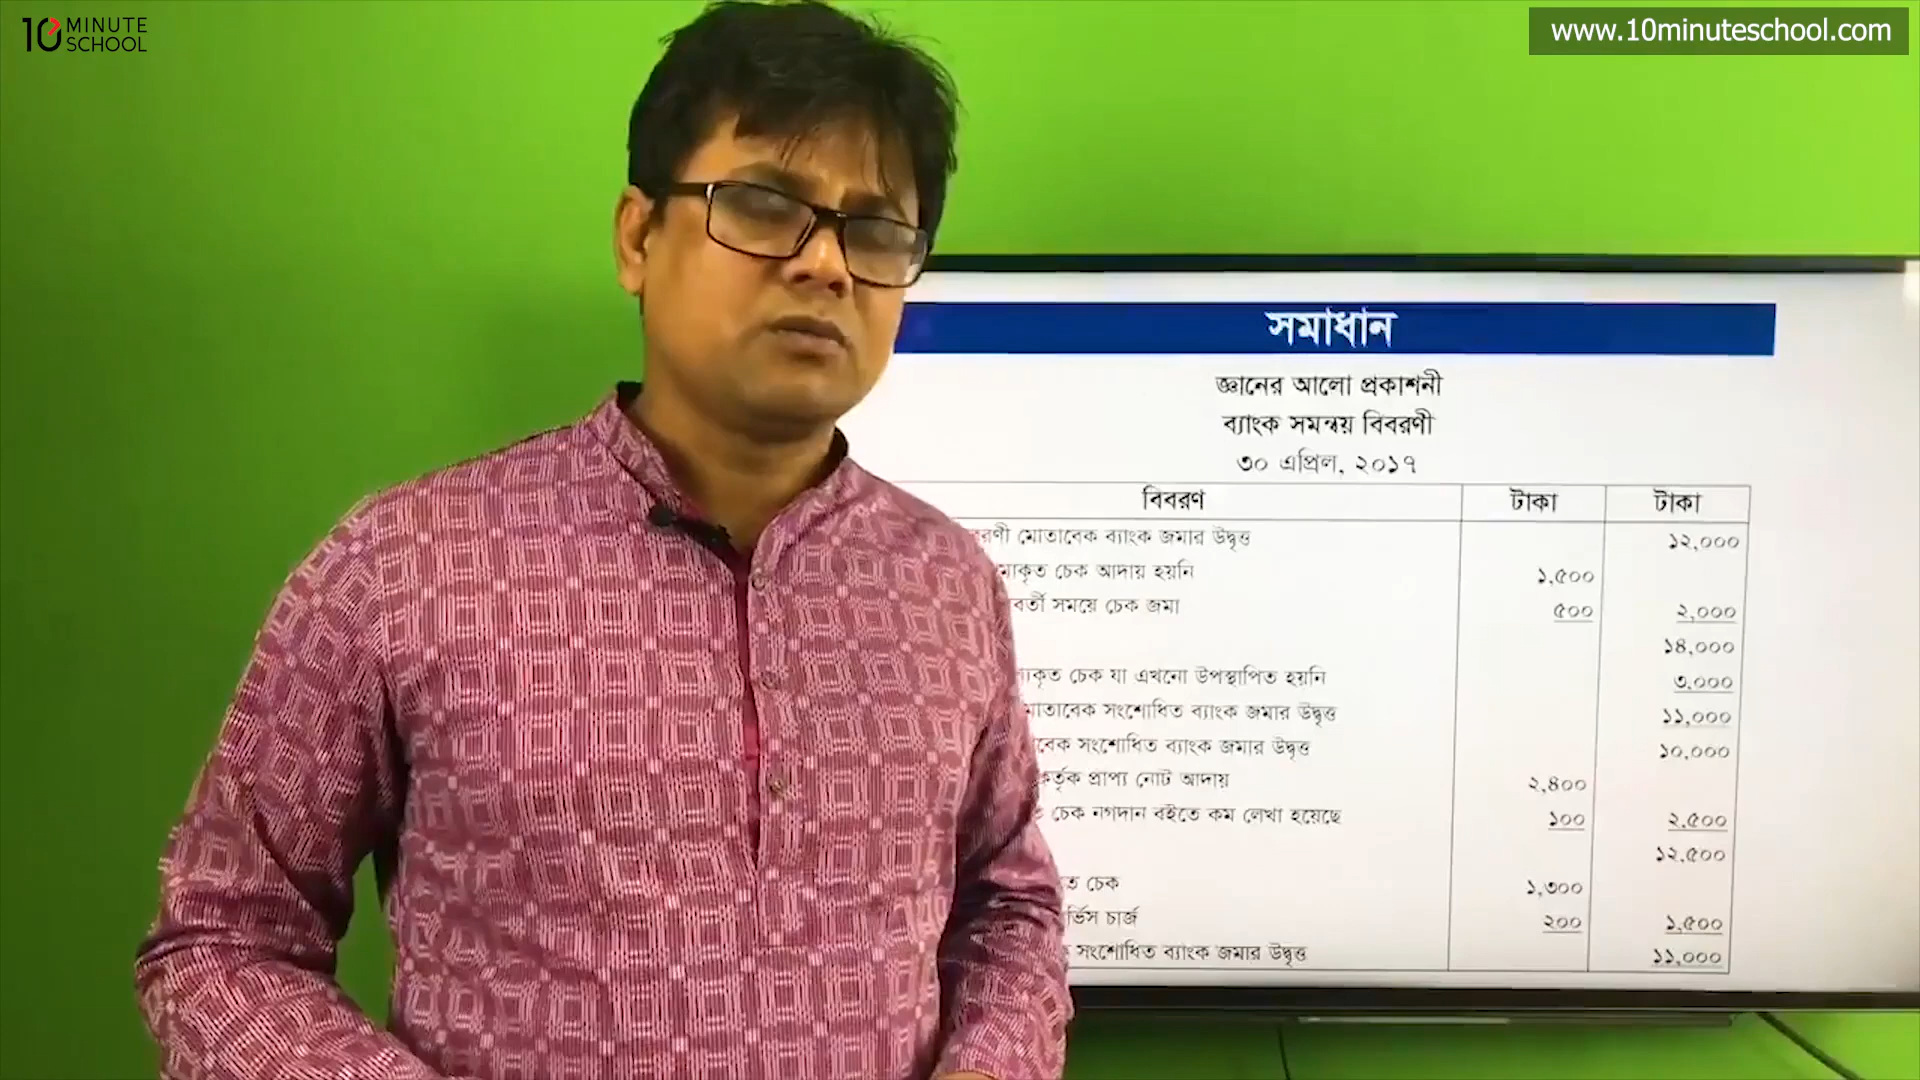 10 MINUTE
SCHOOL
www.10minuteschool.com
সমাধান
জ্ঞানের আলো প্রকাশনী
ব্যাংক সমন্বয় বিবরণী
৩০ এপ্রিল, ২০১৭
বিবরণ টাকা টাকা
মোতাবেক ব্যাংক জমার উদ্বৃত্ত ১২,০০০
চেক আদায় হয়নি ১,৫০০
সময়ে চেক জমা ৫০০ ২,০০০
১৪,০০০
চেক যা এখনো উপস্থাপিত হয়নি ৩,০০০
সংশোধিত ব্যাংক জমার উদ্বৃত্ত ১১,০০০
সংশোধিত ব্যাংক জমার উদ্বৃত্ত ১০,০০০
প্রাপ্য নোট আদায় ২,৪০০
চেক নগদান বইতে কম লেখা হয়েছে ১০০ ২,৫০০
১২,৫০০
চেক ১,৩০০
চার্জ ২০০ ১,৫০০
সংশোধিত ব্যাংক জমার উদ্বৃত্ত ১১,০০০